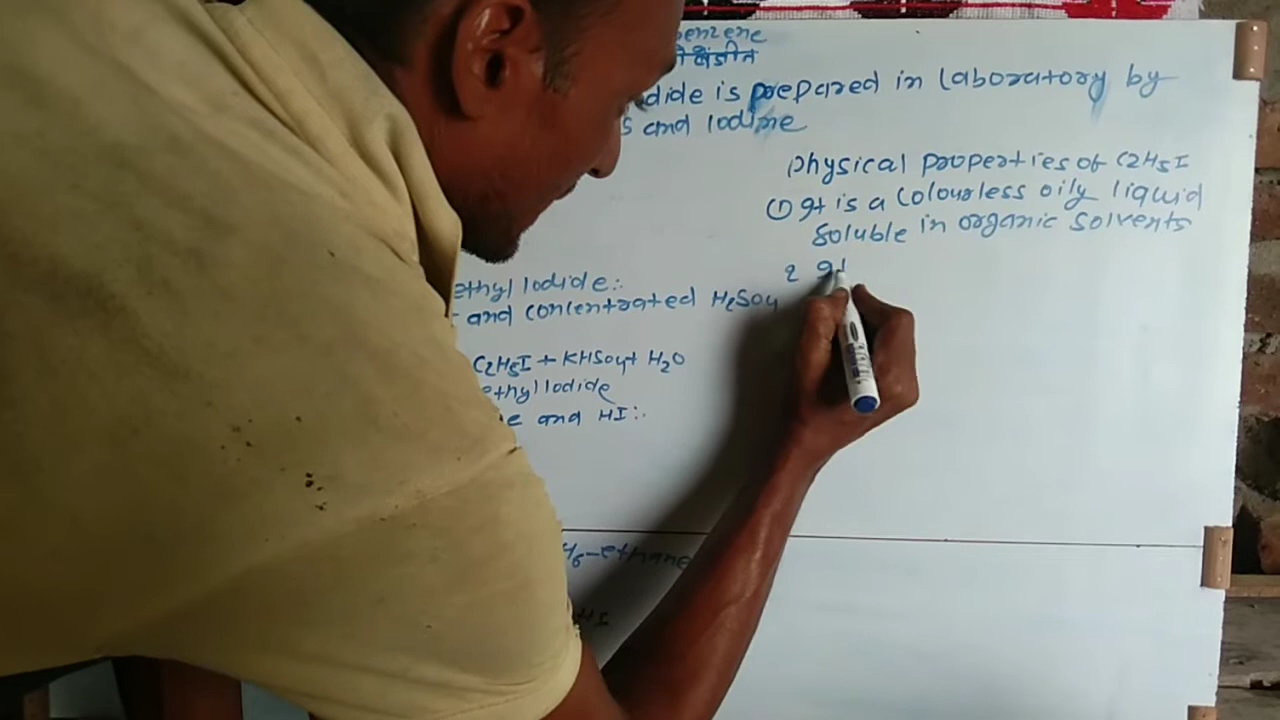 benzene
dide is prepared in laboratory by
s and Iodine
physical properties of C2H5I
① It is a colourless oily liquid
soluble in organic solvents
2 It
ethyl Iodide:
and concentrated H2SO4
C2H5I + KHSO4 + H2O
ethyl Iodide
e and HI:
H6-ethane
HI